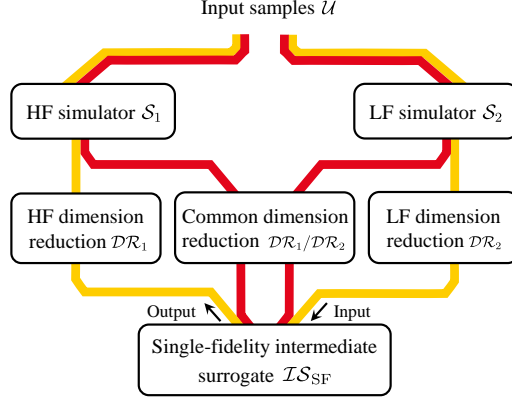 Input samples 𝒰
HF simulator 𝒮₁
LF simulator 𝒮₂
HF dimension
reduction 𝒟ℛ₁
Common dimension
reduction 𝒟ℛ₁/𝒟ℛ₂
LF dimension
reduction 𝒟ℛ₂
Output
Input
Single-fidelity intermediate
surrogate ℐ𝒮_SF